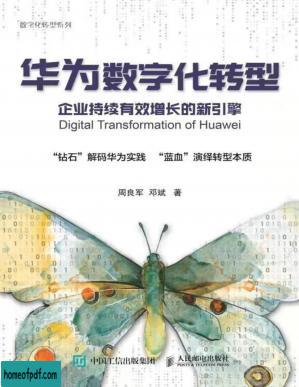 数字化转型系列
华为数字化转型
企业持续有效增长的新引擎
Digital Transformation of Huawei
“钻石”解码华为实践 “蓝血”演绎转型本质
周良军 邓斌 著
中国工信出版集团 人民邮电出版社
homeofpdf.com